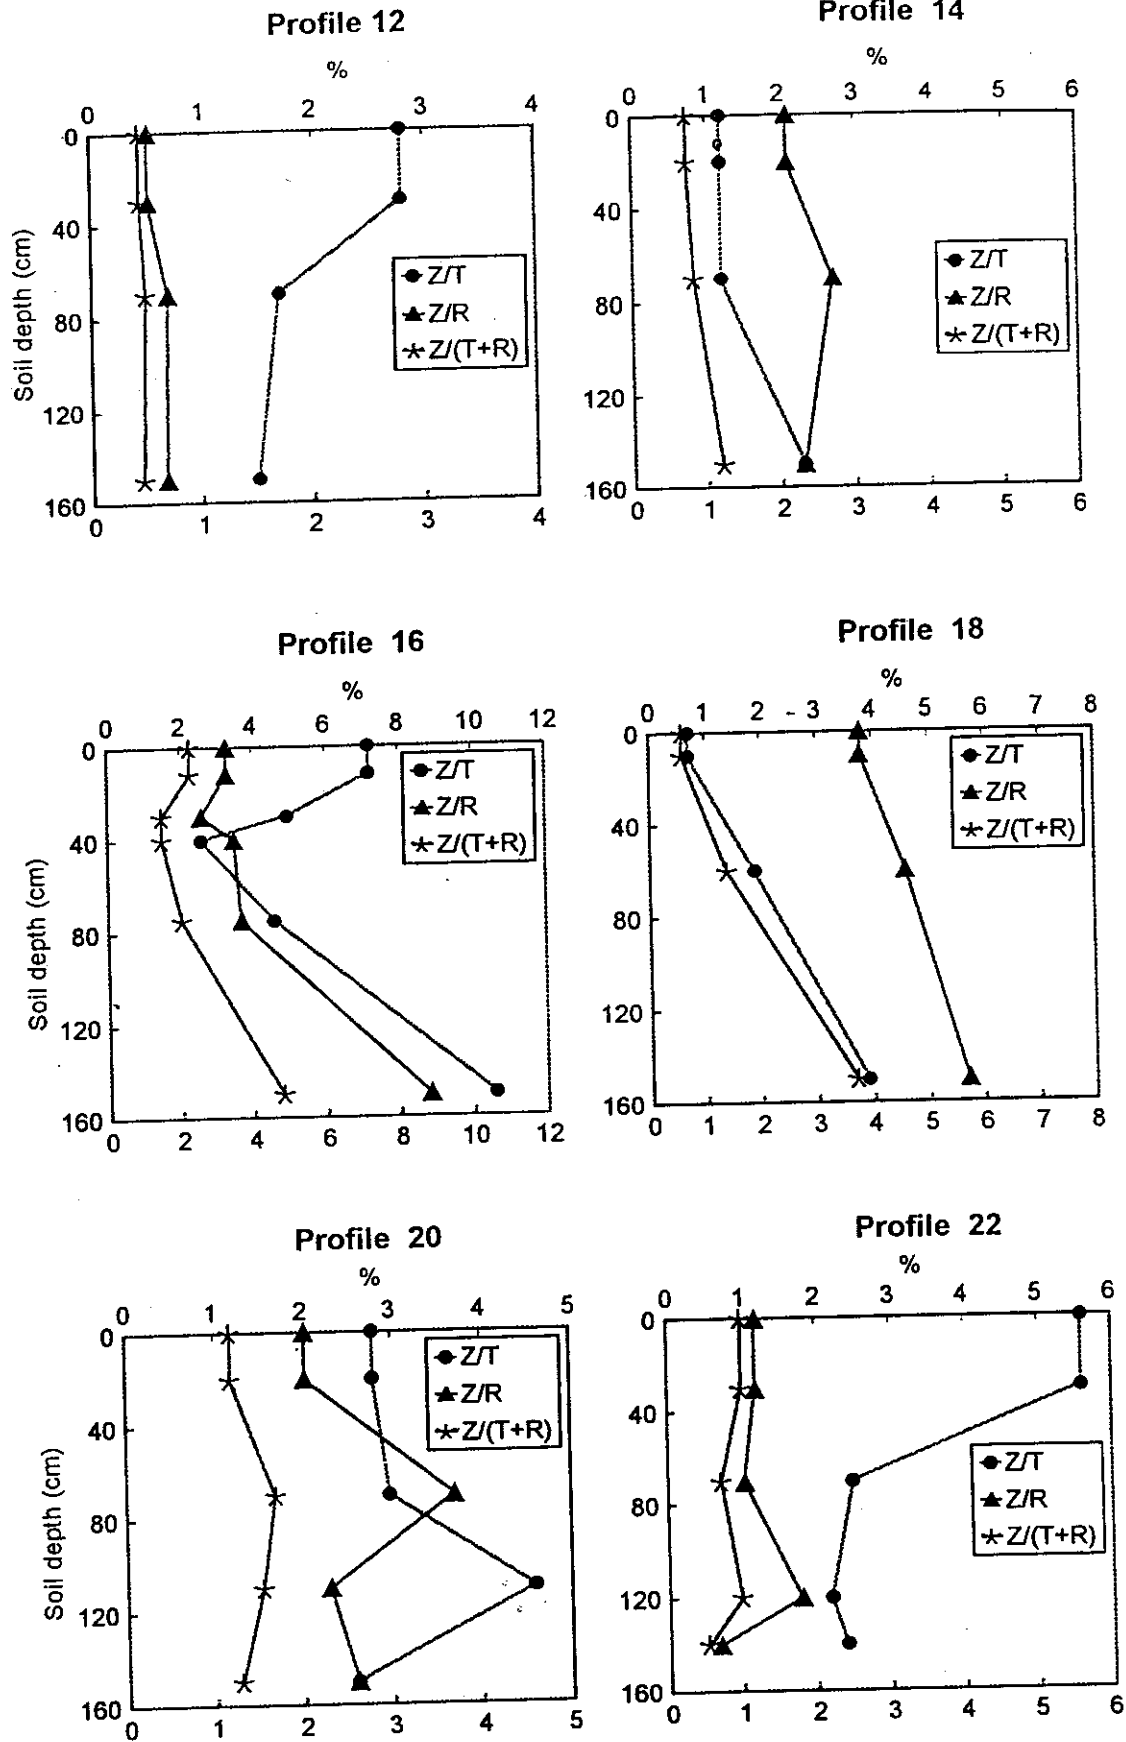 Profile 12
%
0 1 2 3 4
0
40
80
120
160
Soil depth (cm)
Z/T
Z/R
Z/(T+R)
0 1 2 3 4
Profile 14
%
0 1 2 3 4 5 6
0
40
80
120
160
Z/T
Z/R
Z/(T+R)
0 1 2 3 4 5 6
Profile 16
%
0 2 4 6 8 10 12
0
40
80
120
160
Soil depth (cm)
Z/T
Z/R
Z/(T+R)
0 2 4 6 8 10 12
Profile 18
%
0 1 2 3 4 5 6 7 8
0
40
80
120
160
Z/T
Z/R
Z/(T+R)
0 1 2 3 4 5 6 7 8
Profile 20
%
0 1 2 3 4 5
0
40
80
120
160
Soil depth (cm)
Z/T
Z/R
Z/(T+R)
0 1 2 3 4 5
Profile 22
%
0 1 2 3 4 5 6
0
40
80
120
160
Z/T
Z/R
Z/(T+R)
0 1 2 3 4 5 6